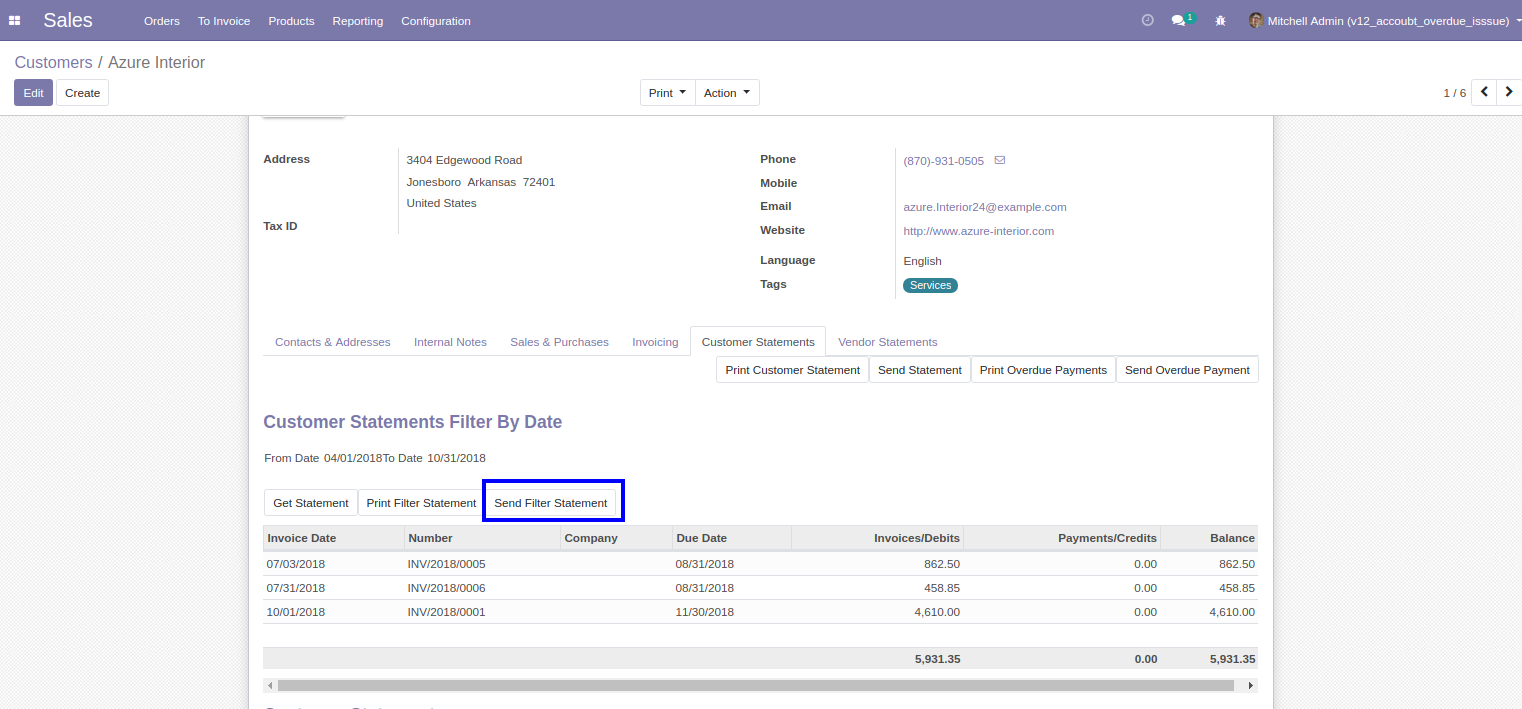 Sales Orders To Invoice Products Reporting Configuration 1 Mitchell Admin (v12_accoubt_overdue_isssue)
Customers / Azure Interior
Edit Create Print Action 1 / 6
Address 3404 Edgewood Road Phone (870)-931-0505
Jonesboro Arkansas 72401 Mobile
United States Email azure.Interior24@example.com
Tax ID Website http://www.azure-interior.com
Language English
Tags Services
Contacts & Addresses Internal Notes Sales & Purchases Invoicing Customer Statements Vendor Statements
Print Customer Statement Send Statement Print Overdue Payments Send Overdue Payment
Customer Statements Filter By Date
From Date 04/01/2018To Date 10/31/2018
Get Statement Print Filter Statement Send Filter Statement
Invoice Date Number Company Due Date Invoices/Debits Payments/Credits Balance
07/03/2018 INV/2018/0005 08/31/2018 862.50 0.00 862.50
07/31/2018 INV/2018/0006 08/31/2018 458.85 0.00 458.85
10/01/2018 INV/2018/0001 11/30/2018 4,610.00 0.00 4,610.00
5,931.35 0.00 5,931.35